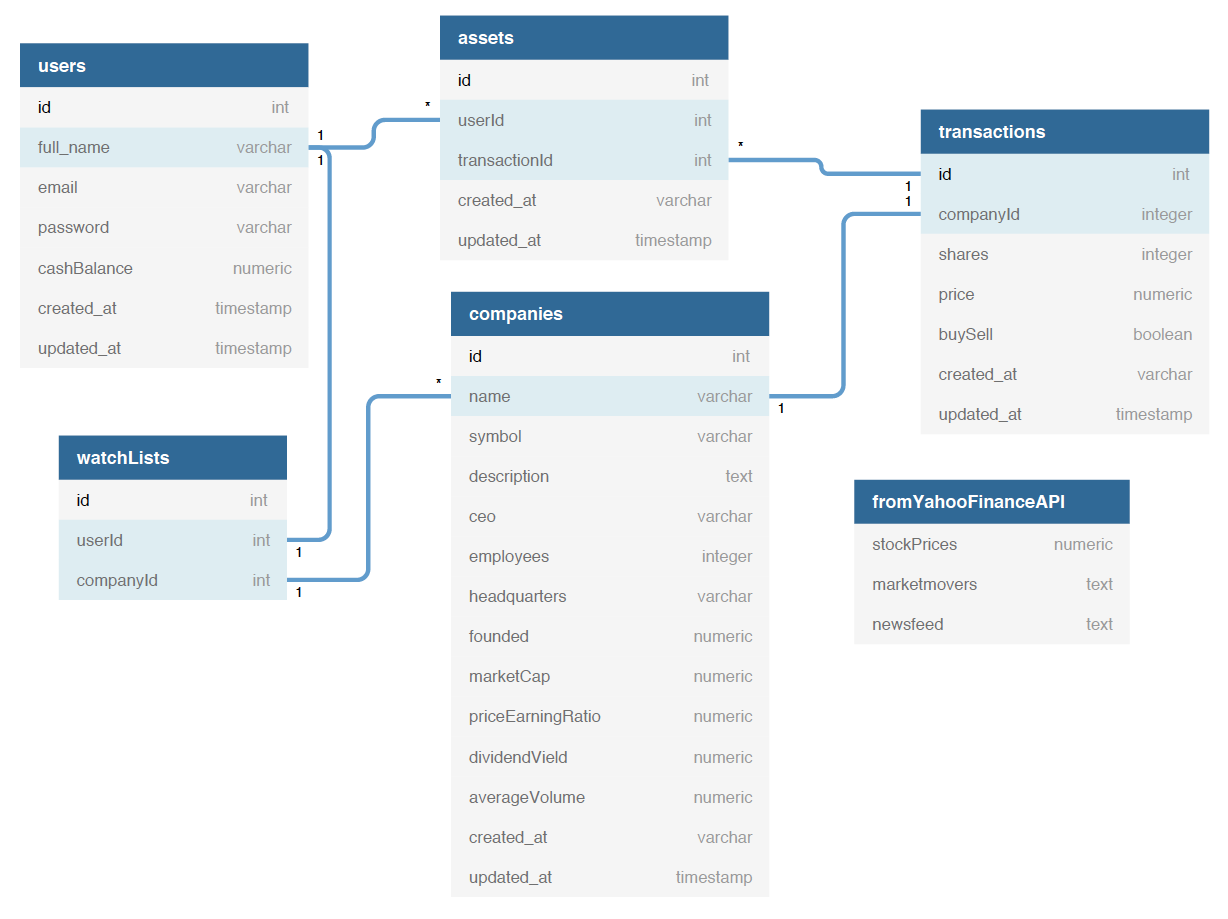 users
id int
full_name varchar
email varchar
password varchar
cashBalance numeric
created_at timestamp
updated_at timestamp
1
1
*
assets
id int
userId int
transactionId int
created_at varchar
updated_at timestamp
*
1
1
transactions
id int
companyId integer
shares integer
price numeric
buySell boolean
created_at varchar
updated_at timestamp
watchLists
id int
userId int
companyId int
1
1
*
companies
id int
name varchar
symbol varchar
description text
ceo varchar
employees integer
headquarters varchar
founded numeric
marketCap numeric
priceEarningRatio numeric
dividendVield numeric
averageVolume numeric
created_at varchar
updated_at timestamp
1
fromYahooFinanceAPI
stockPrices numeric
marketmovers text
newsfeed text